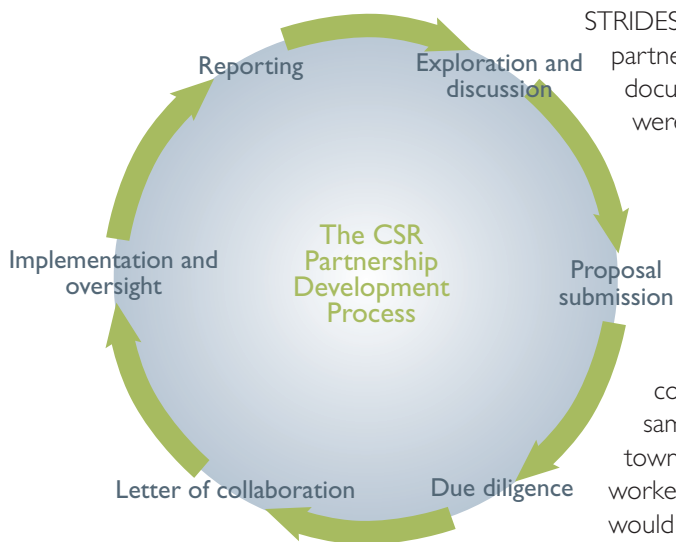 STRIDES
partne
docu
were
Reporting
Exploration and
discussion
The CSR
Partnership
Development
Process
Implementation and
oversight
Proposal
submission
co
sam
town
worke
would
Letter of collaboration
Due diligence